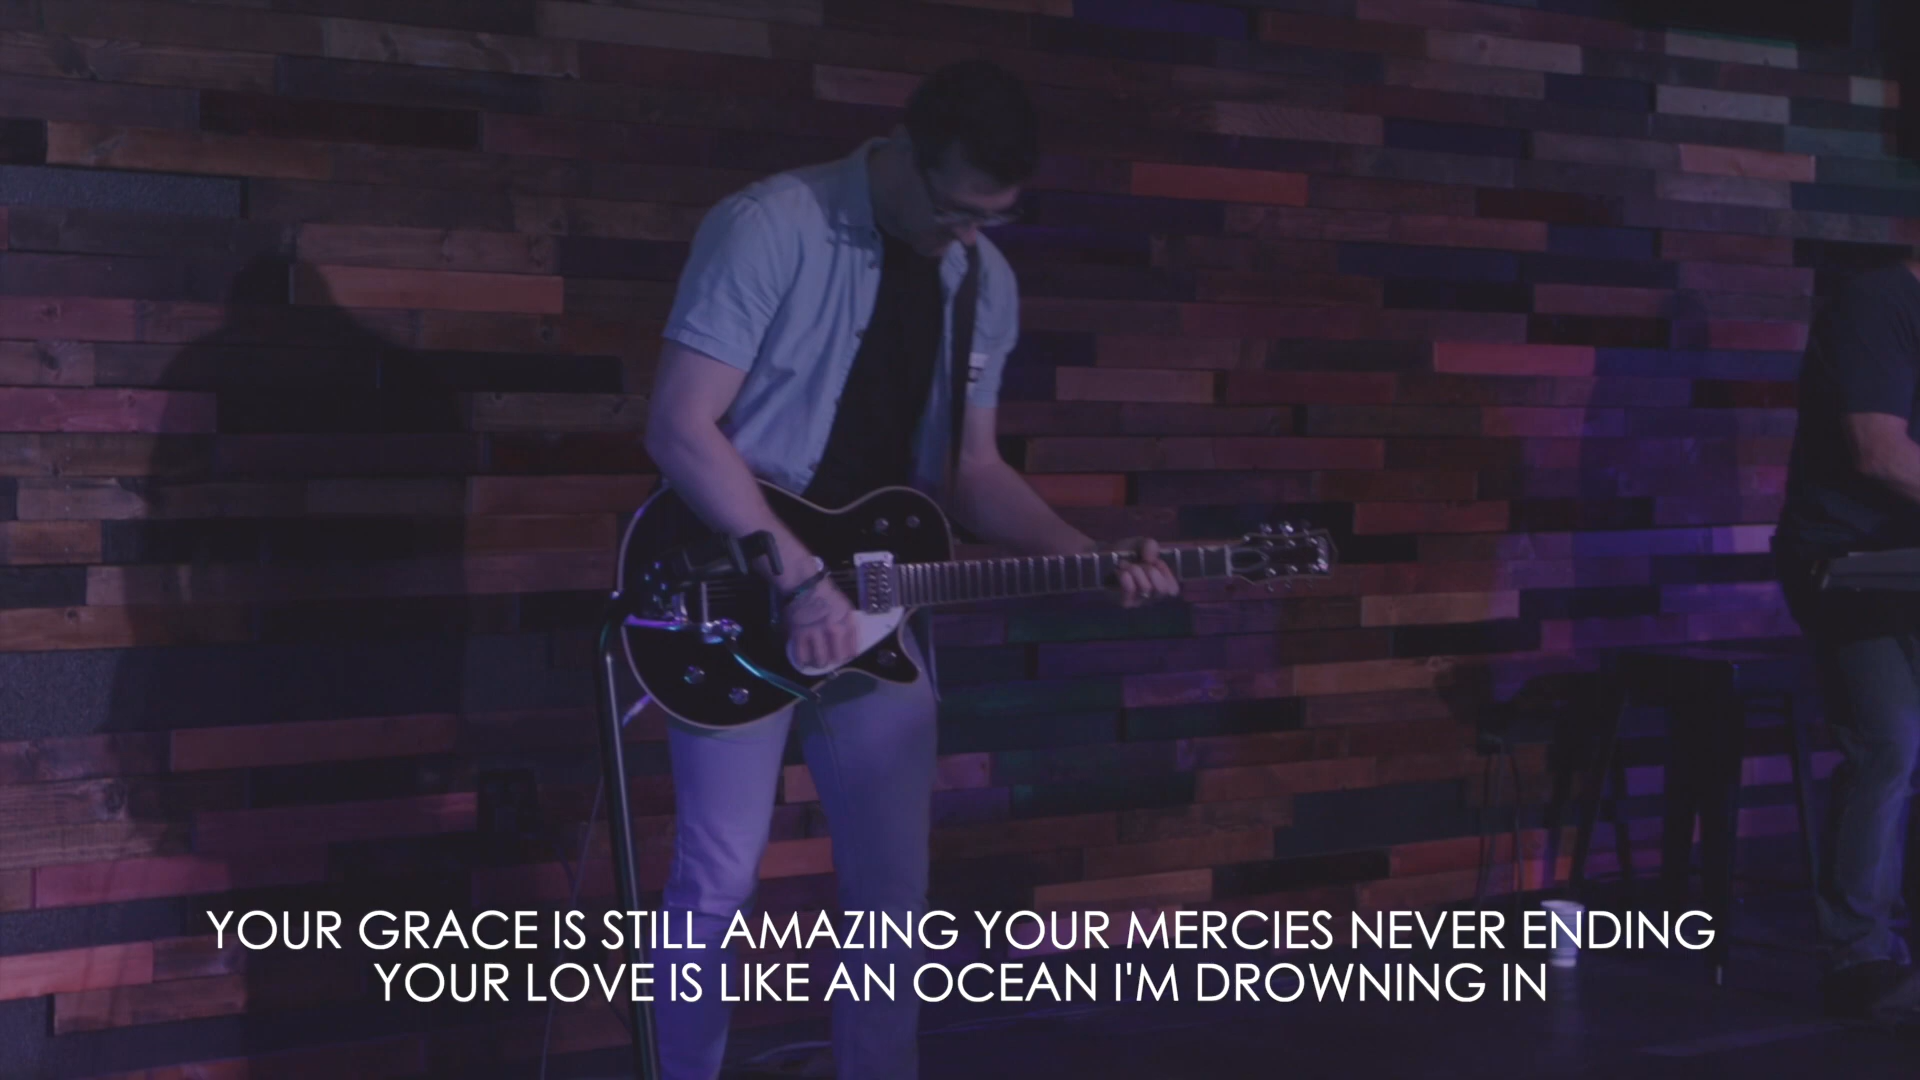 YOUR GRACE IS STILL AMAZING YOUR MERCIES NEVER ENDING
YOUR LOVE IS LIKE AN OCEAN I'M DROWNING IN